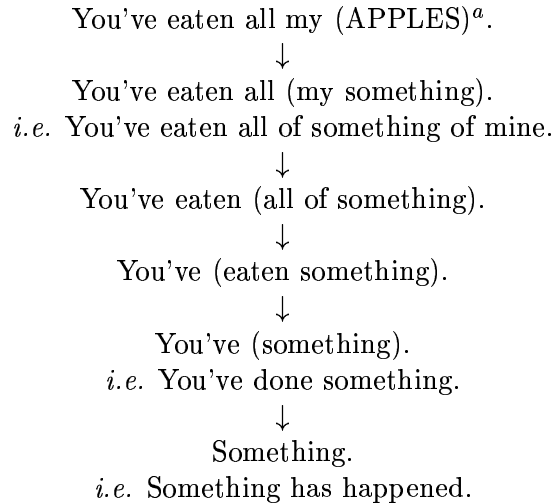 You've eaten all my (APPLES)ᵃ.
↓
You've eaten all (my something).
i.e. You've eaten all of something of mine.
↓
You've eaten (all of something).
↓
You've (eaten something).
↓
You've (something).
i.e. You've done something.
↓
Something.
i.e. Something has happened.